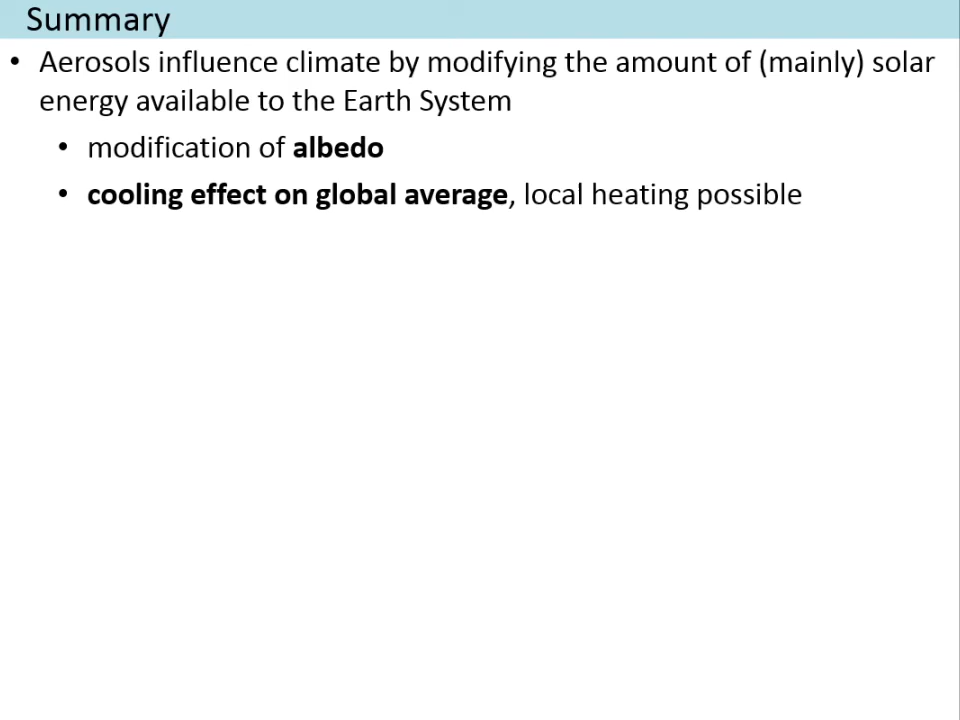 Summary
• Aerosols influence climate by modifying the amount of (mainly) solar
energy available to the Earth System
• modification of albedo
• cooling effect on global average, local heating possible